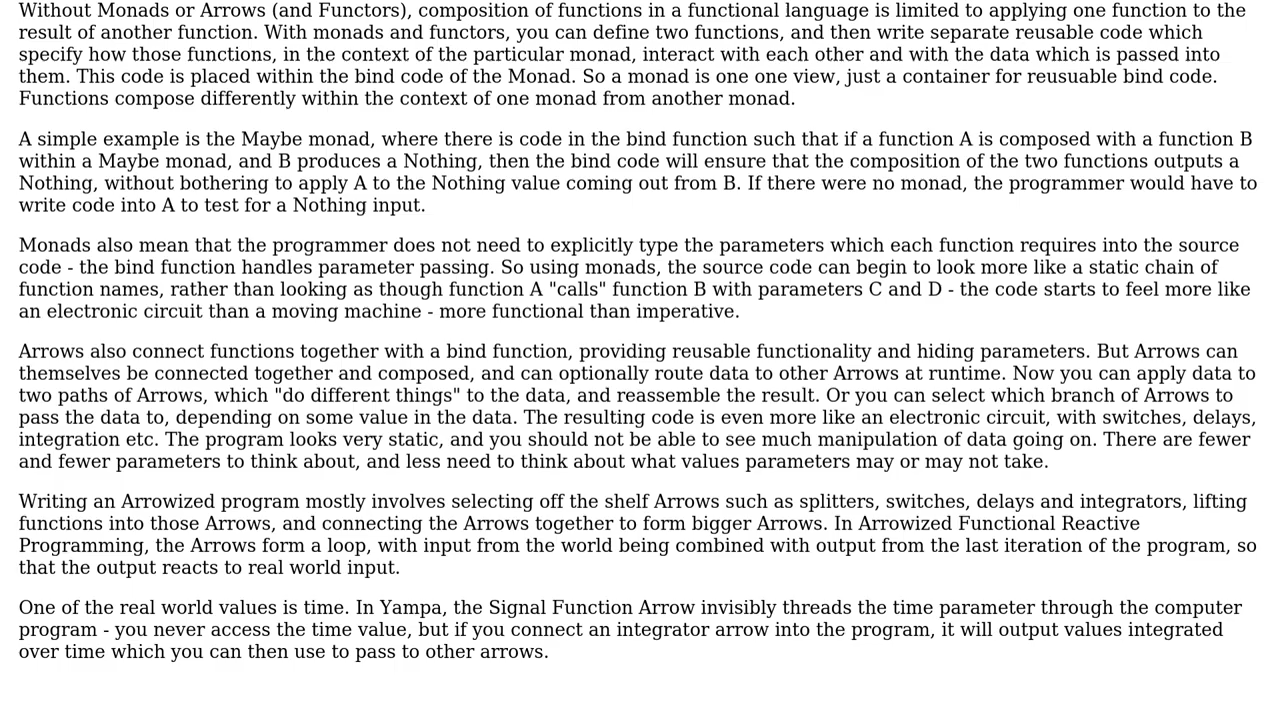 Without Monads or Arrows (and Functors), composition of functions in a functional language is limited to applying one function to the
result of another function. With monads and functors, you can define two functions, and then write separate reusable code which
specify how those functions, in the context of the particular monad, interact with each other and with the data which is passed into
them. This code is placed within the bind code of the Monad. So a monad is one one view, just a container for reusuable bind code.
Functions compose differently within the context of one monad from another monad.
A simple example is the Maybe monad, where there is code in the bind function such that if a function A is composed with a function B
within a Maybe monad, and B produces a Nothing, then the bind code will ensure that the composition of the two functions outputs a
Nothing, without bothering to apply A to the Nothing value coming out from B. If there were no monad, the programmer would have to
write code into A to test for a Nothing input.
Monads also mean that the programmer does not need to explicitly type the parameters which each function requires into the source
code - the bind function handles parameter passing. So using monads, the source code can begin to look more like a static chain of
function names, rather than looking as though function A "calls" function B with parameters C and D - the code starts to feel more like
an electronic circuit than a moving machine - more functional than imperative.
Arrows also connect functions together with a bind function, providing reusable functionality and hiding parameters. But Arrows can
themselves be connected together and composed, and can optionally route data to other Arrows at runtime. Now you can apply data to
two paths of Arrows, which "do different things" to the data, and reassemble the result. Or you can select which branch of Arrows to
pass the data to, depending on some value in the data. The resulting code is even more like an electronic circuit, with switches, delays,
integration etc. The program looks very static, and you should not be able to see much manipulation of data going on. There are fewer
and fewer parameters to think about, and less need to think about what values parameters may or may not take.
Writing an Arrowized program mostly involves selecting off the shelf Arrows such as splitters, switches, delays and integrators, lifting
functions into those Arrows, and connecting the Arrows together to form bigger Arrows. In Arrowized Functional Reactive
Programming, the Arrows form a loop, with input from the world being combined with output from the last iteration of the program, so
that the output reacts to real world input.
One of the real world values is time. In Yampa, the Signal Function Arrow invisibly threads the time parameter through the computer
program - you never access the time value, but if you connect an integrator arrow into the program, it will output values integrated
over time which you can then use to pass to other arrows.